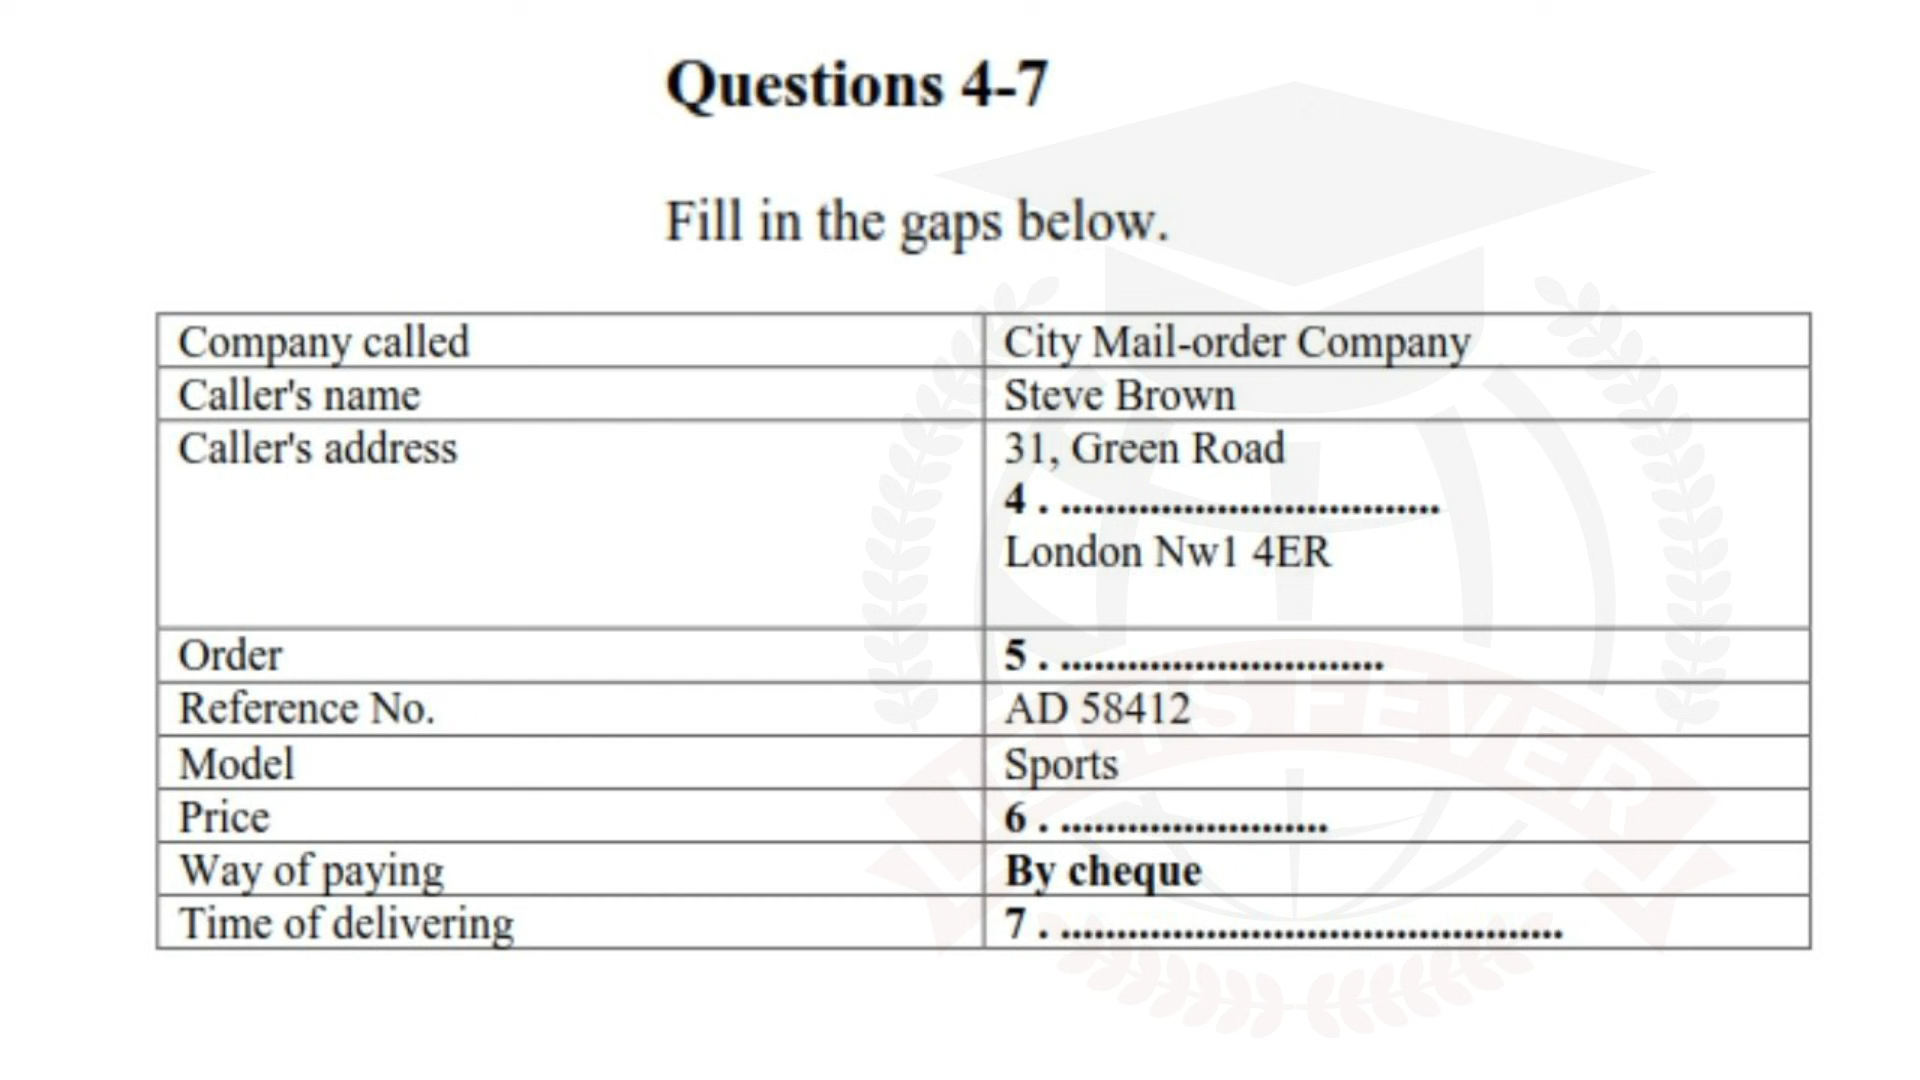 Questions 4-7
Fill in the gaps below.
Company called City Mail-order Company
Caller's name Steve Brown
Caller's address 31, Green Road
4 . ..................................
London Nw1 4ER
Order 5 . .............................
Reference No. AD 58412
Model Sports
Price 6 . ........................
Way of paying By cheque
Time of delivering 7 . .............................................